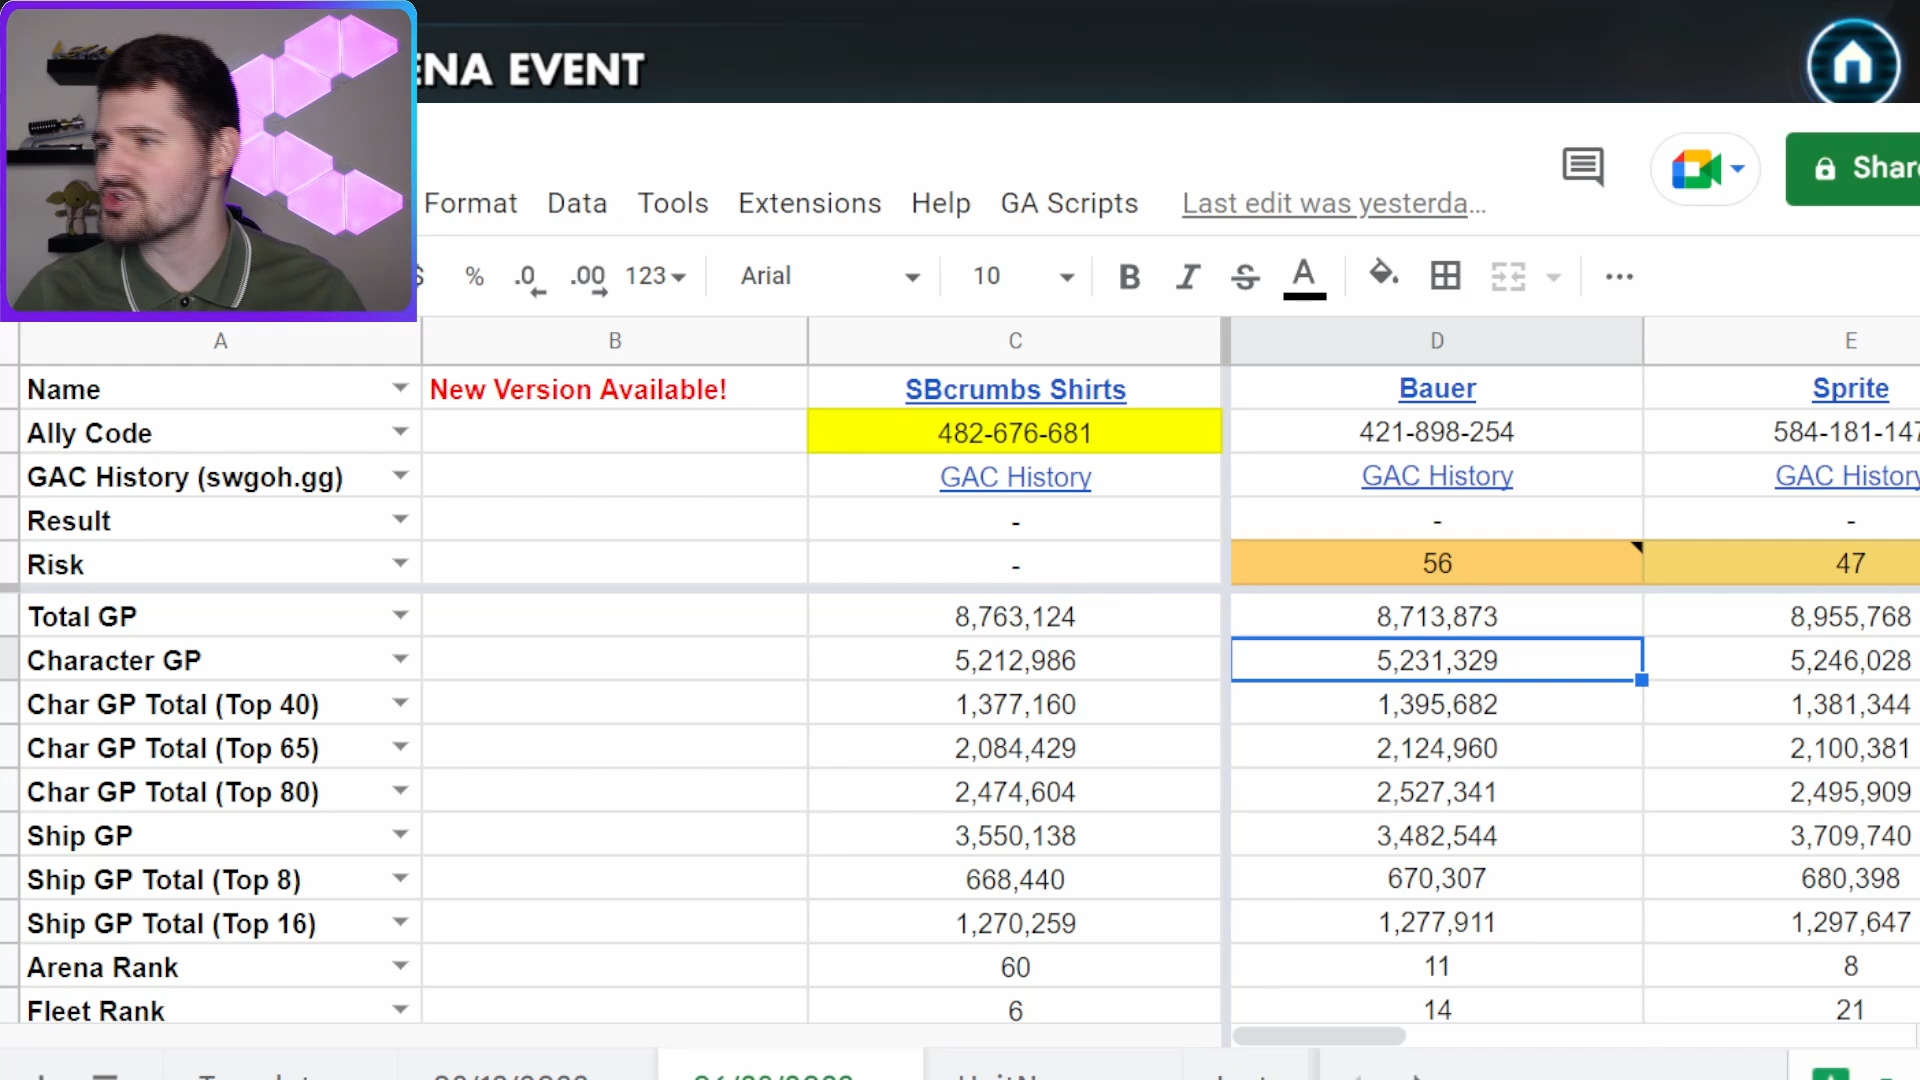 ENA EVENT
Share
Format Data Tools Extensions Help GA Scripts Last edit was yesterda...
% .0 .00 123 Arial 10 B I S A ...
A B C D E
Name New Version Available! SBcrumbs Shirts Bauer Sprite
Ally Code 482-676-681 421-898-254 584-181-147
GAC History (swgoh.gg) GAC History GAC History GAC History
Result - - -
Risk - 56 47
Total GP 8,763,124 8,713,873 8,955,768
Character GP 5,212,986 5,231,329 5,246,028
Char GP Total (Top 40) 1,377,160 1,395,682 1,381,344
Char GP Total (Top 65) 2,084,429 2,124,960 2,100,381
Char GP Total (Top 80) 2,474,604 2,527,341 2,495,909
Ship GP 3,550,138 3,482,544 3,709,740
Ship GP Total (Top 8) 668,440 670,307 680,398
Ship GP Total (Top 16) 1,270,259 1,277,911 1,297,647
Arena Rank 60 11 8
Fleet Rank 6 14 21